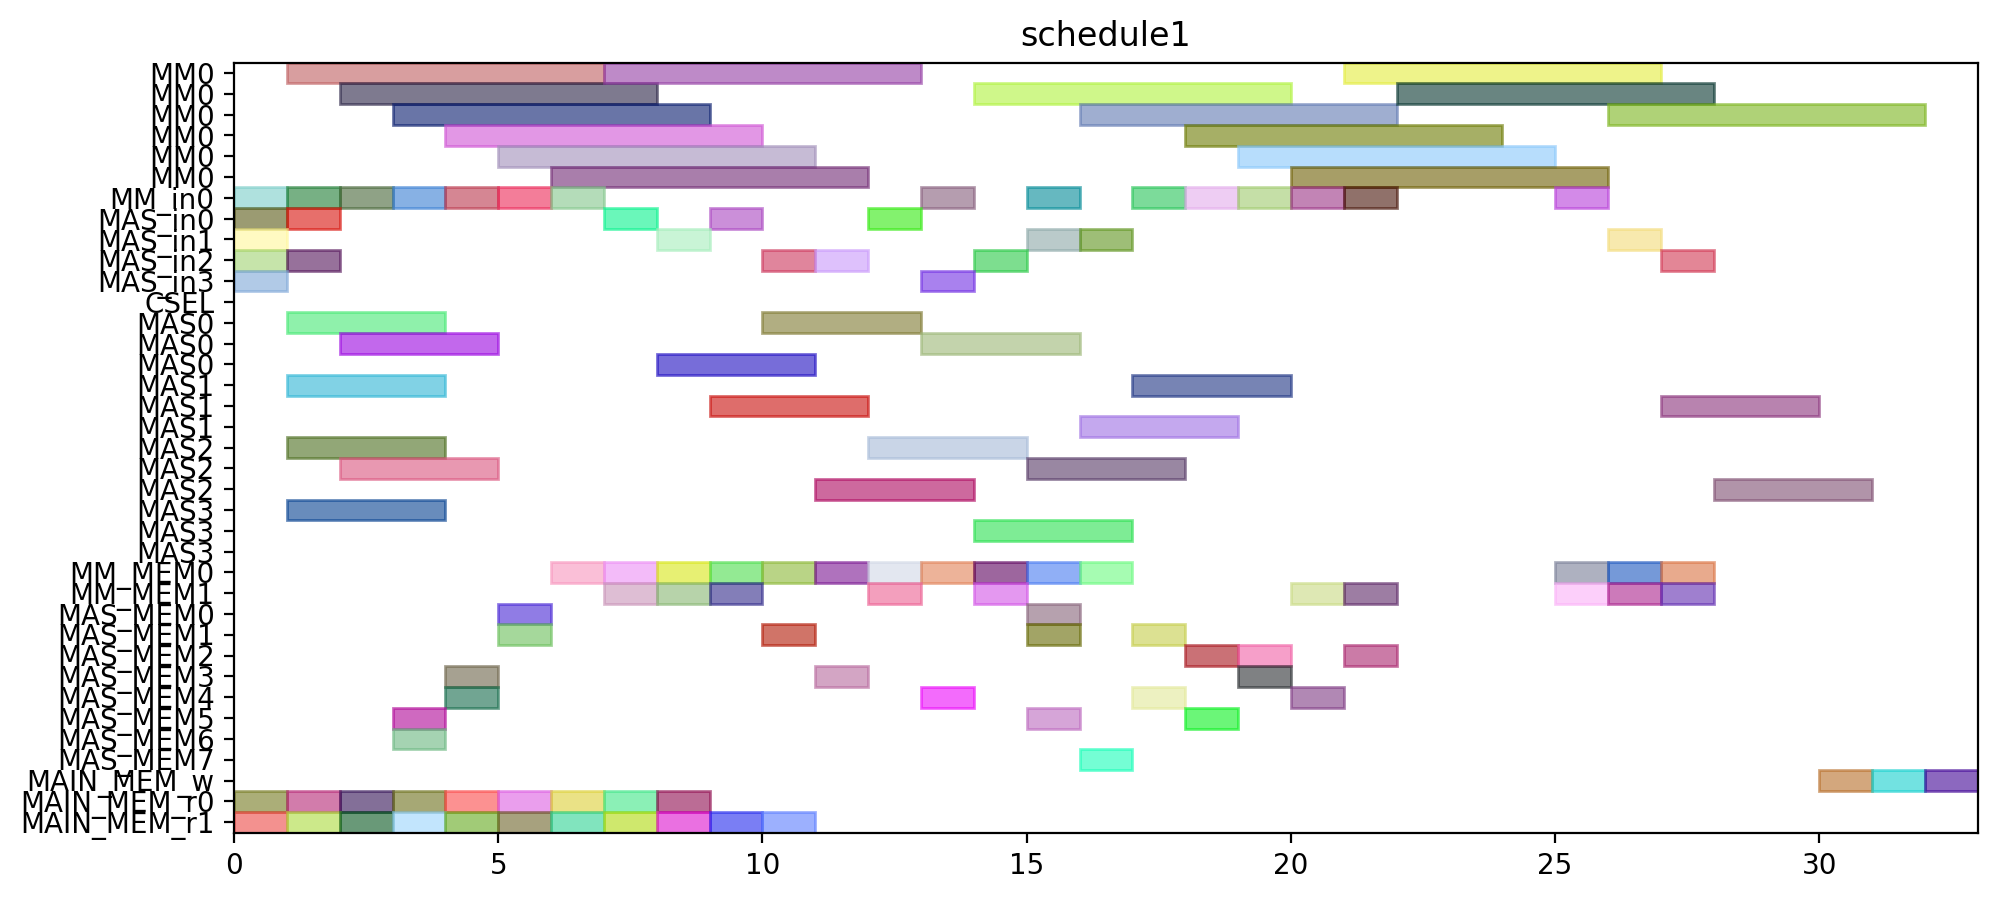 schedule1
MM0
MM0
MM0
MM0
MM0
MM0
MM_in0
MAS_in0
MAS_in1
MAS_in2
MAS_in3
CSEL
MAS0
MAS0
MAS0
MAS1
MAS1
MAS1
MAS2
MAS2
MAS2
MAS3
MAS3
MAS3
MM_MEM0
MM_MEM1
MAS_MEM0
MAS_MEM1
MAS_MEM2
MAS_MEM3
MAS_MEM4
MAS_MEM5
MAS_MEM6
MAS_MEM7
MAIN_MEM_w
MAIN_MEM_r0
MAIN_MEM_r1
0 5 10 15 20 25 30